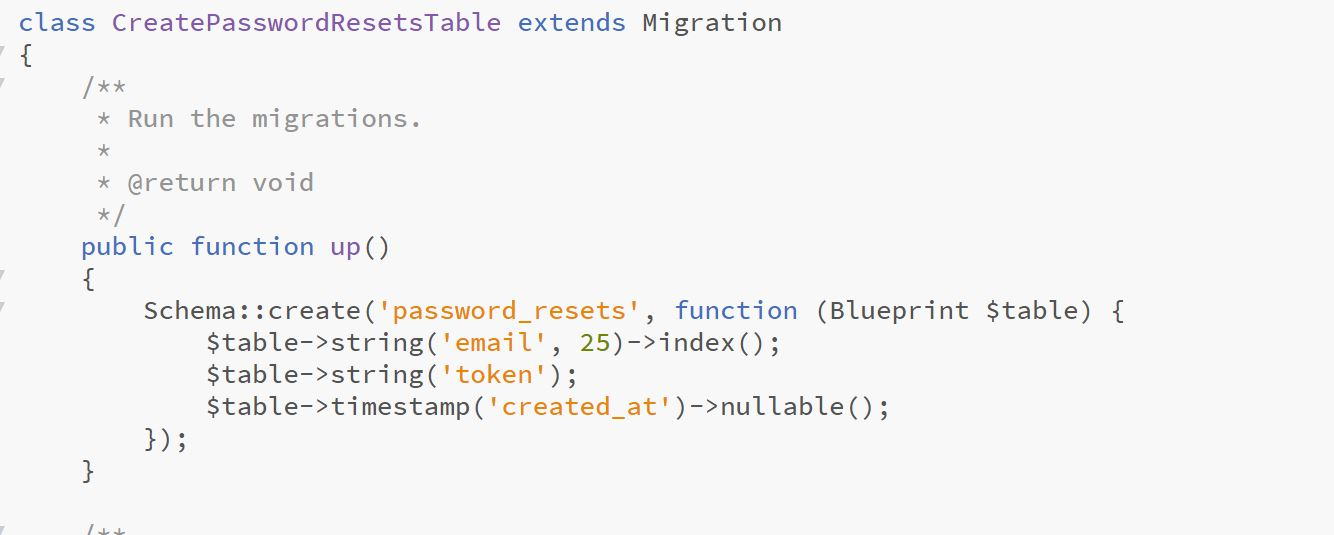 class CreatePasswordResetsTable extends Migration
{
    /**
     * Run the migrations.
     *
     * @return void
     */
    public function up()
    {
        Schema::create('password_resets', function (Blueprint $table) {
            $table->string('email', 25)->index();
            $table->string('token');
            $table->timestamp('created_at')->nullable();
        });
    }
    /**